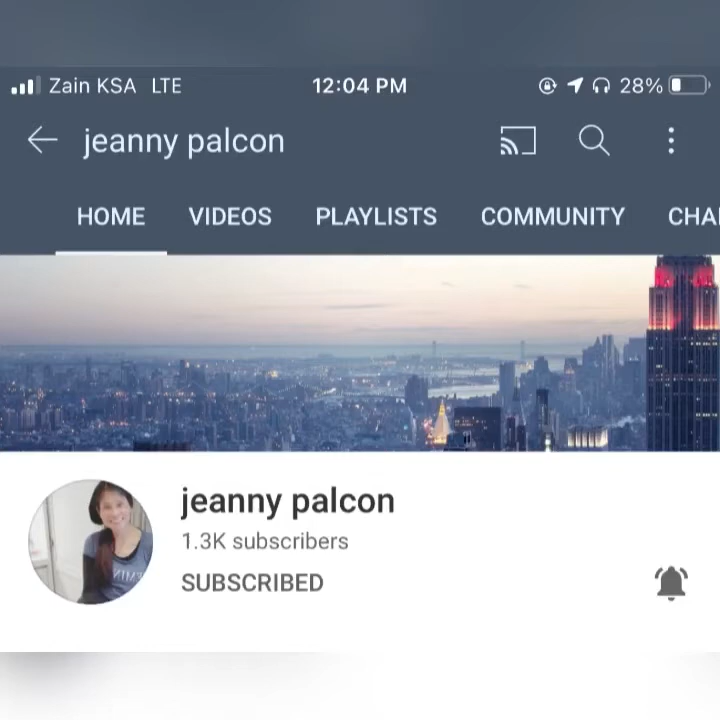 Zain KSA LTE 12:04 PM 28%
jeanny palcon
HOME VIDEOS PLAYLISTS COMMUNITY CHA
jeanny palcon
1.3K subscribers
SUBSCRIBED